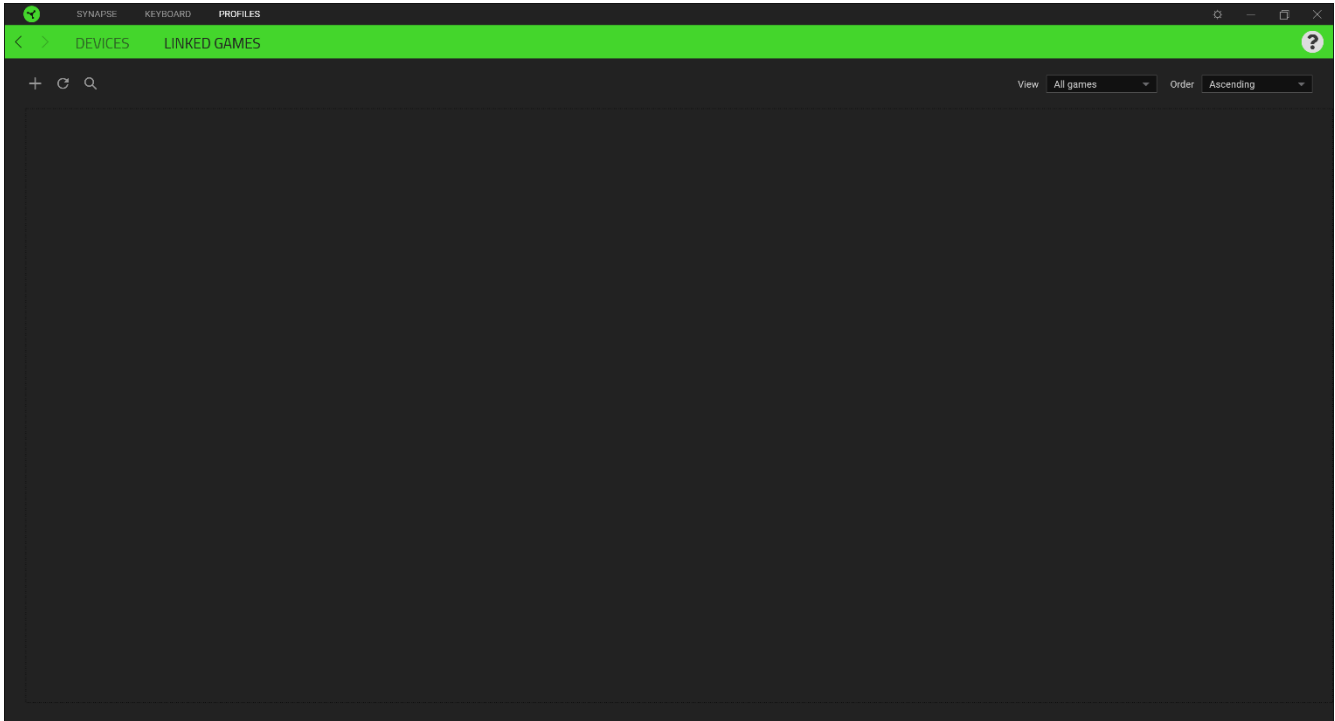 SYNAPSE KEYBOARD PROFILES
DEVICES LINKED GAMES ?
View All games Order Ascending